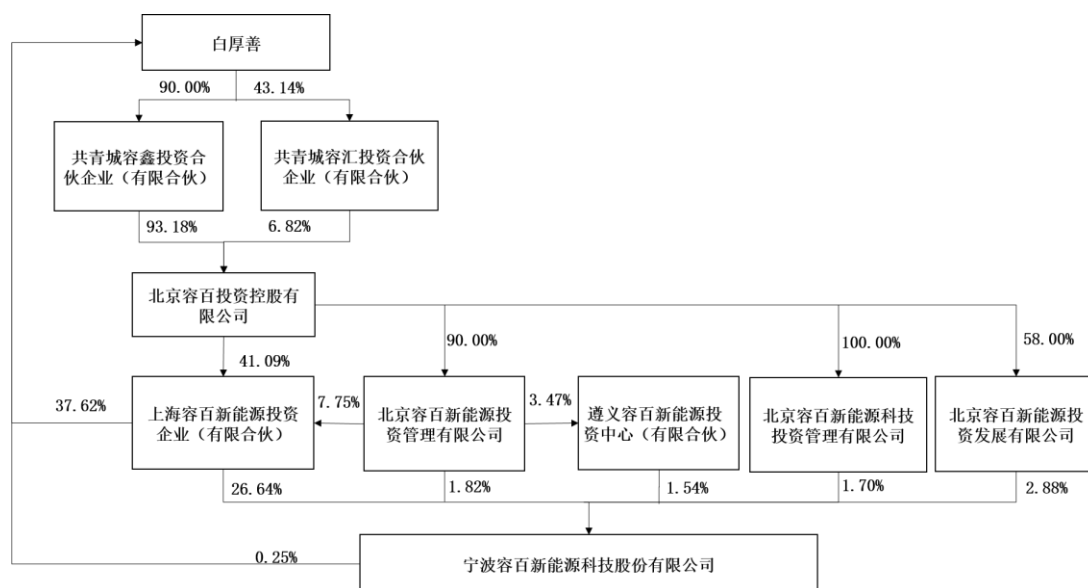 白厚善
90.00%
43.14%
共青城容鑫投资合
伙企业（有限合伙）
共青城容汇投资合伙
企业（有限合伙）
93.18%
6.82%
北京容百投资控股有
限公司
41.09%
90.00%
100.00%
58.00%
37.62%
上海容百新能源投资
企业（有限合伙）
7.75%
北京容百新能源投
资管理有限公司
3.47%
遵义容百新能源投
资中心（有限合伙）
北京容百新能源科技
投资管理有限公司
北京容百新能源投
资发展有限公司
26.64%
1.82%
1.54%
1.70%
2.88%
0.25%
宁波容百新能源科技股份有限公司